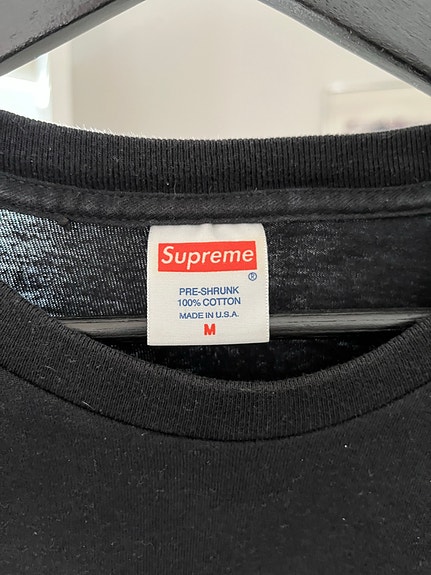 Supreme
®
PRE-SHRUNK
100% COTTON
MADE IN U.S.A.
M